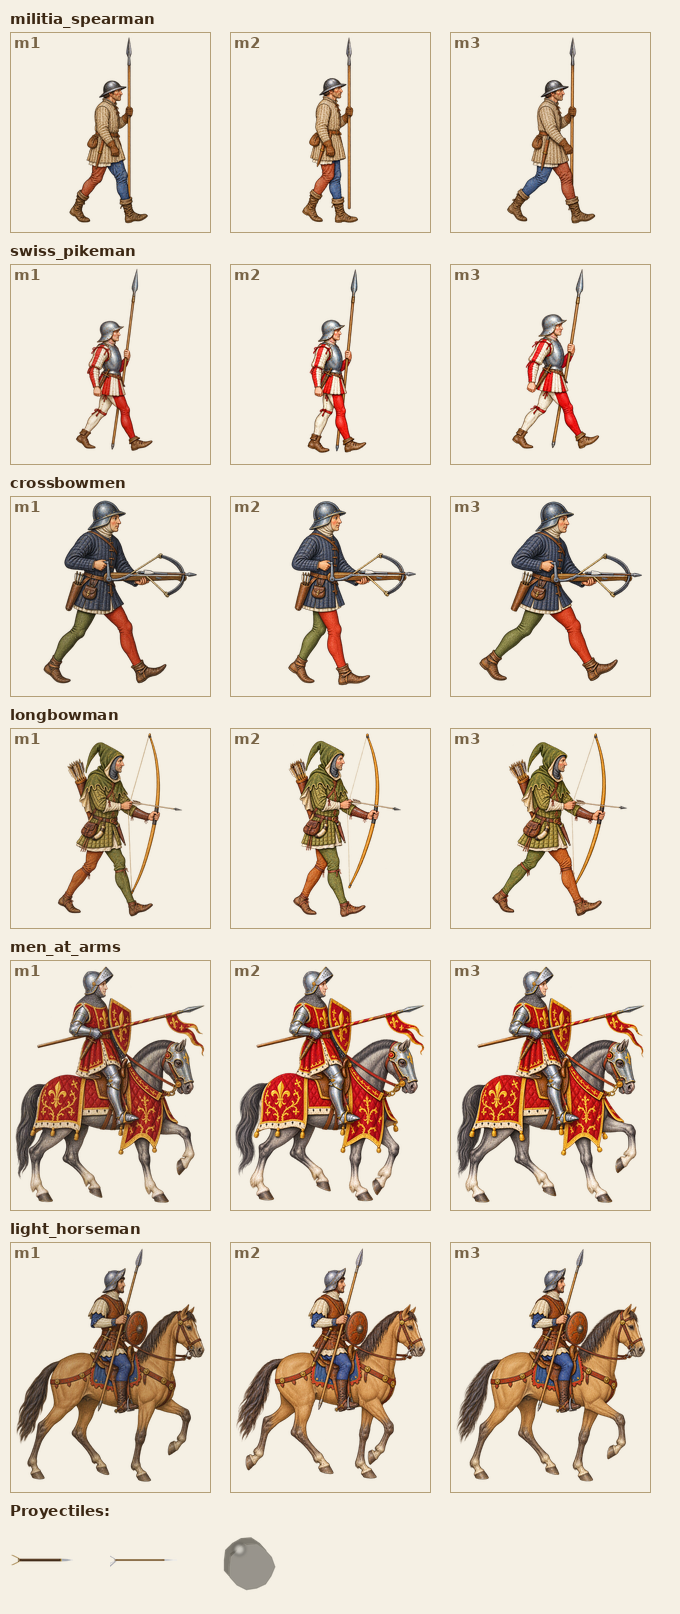 militia_spearman
m1 m2 m3
swiss_pikeman
m1 m2 m3
crossbowmen
m1 m2 m3
longbowman
m1 m2 m3
men_at_arms
m1 m2 m3
light_horseman
m1 m2 m3
Proyectiles: